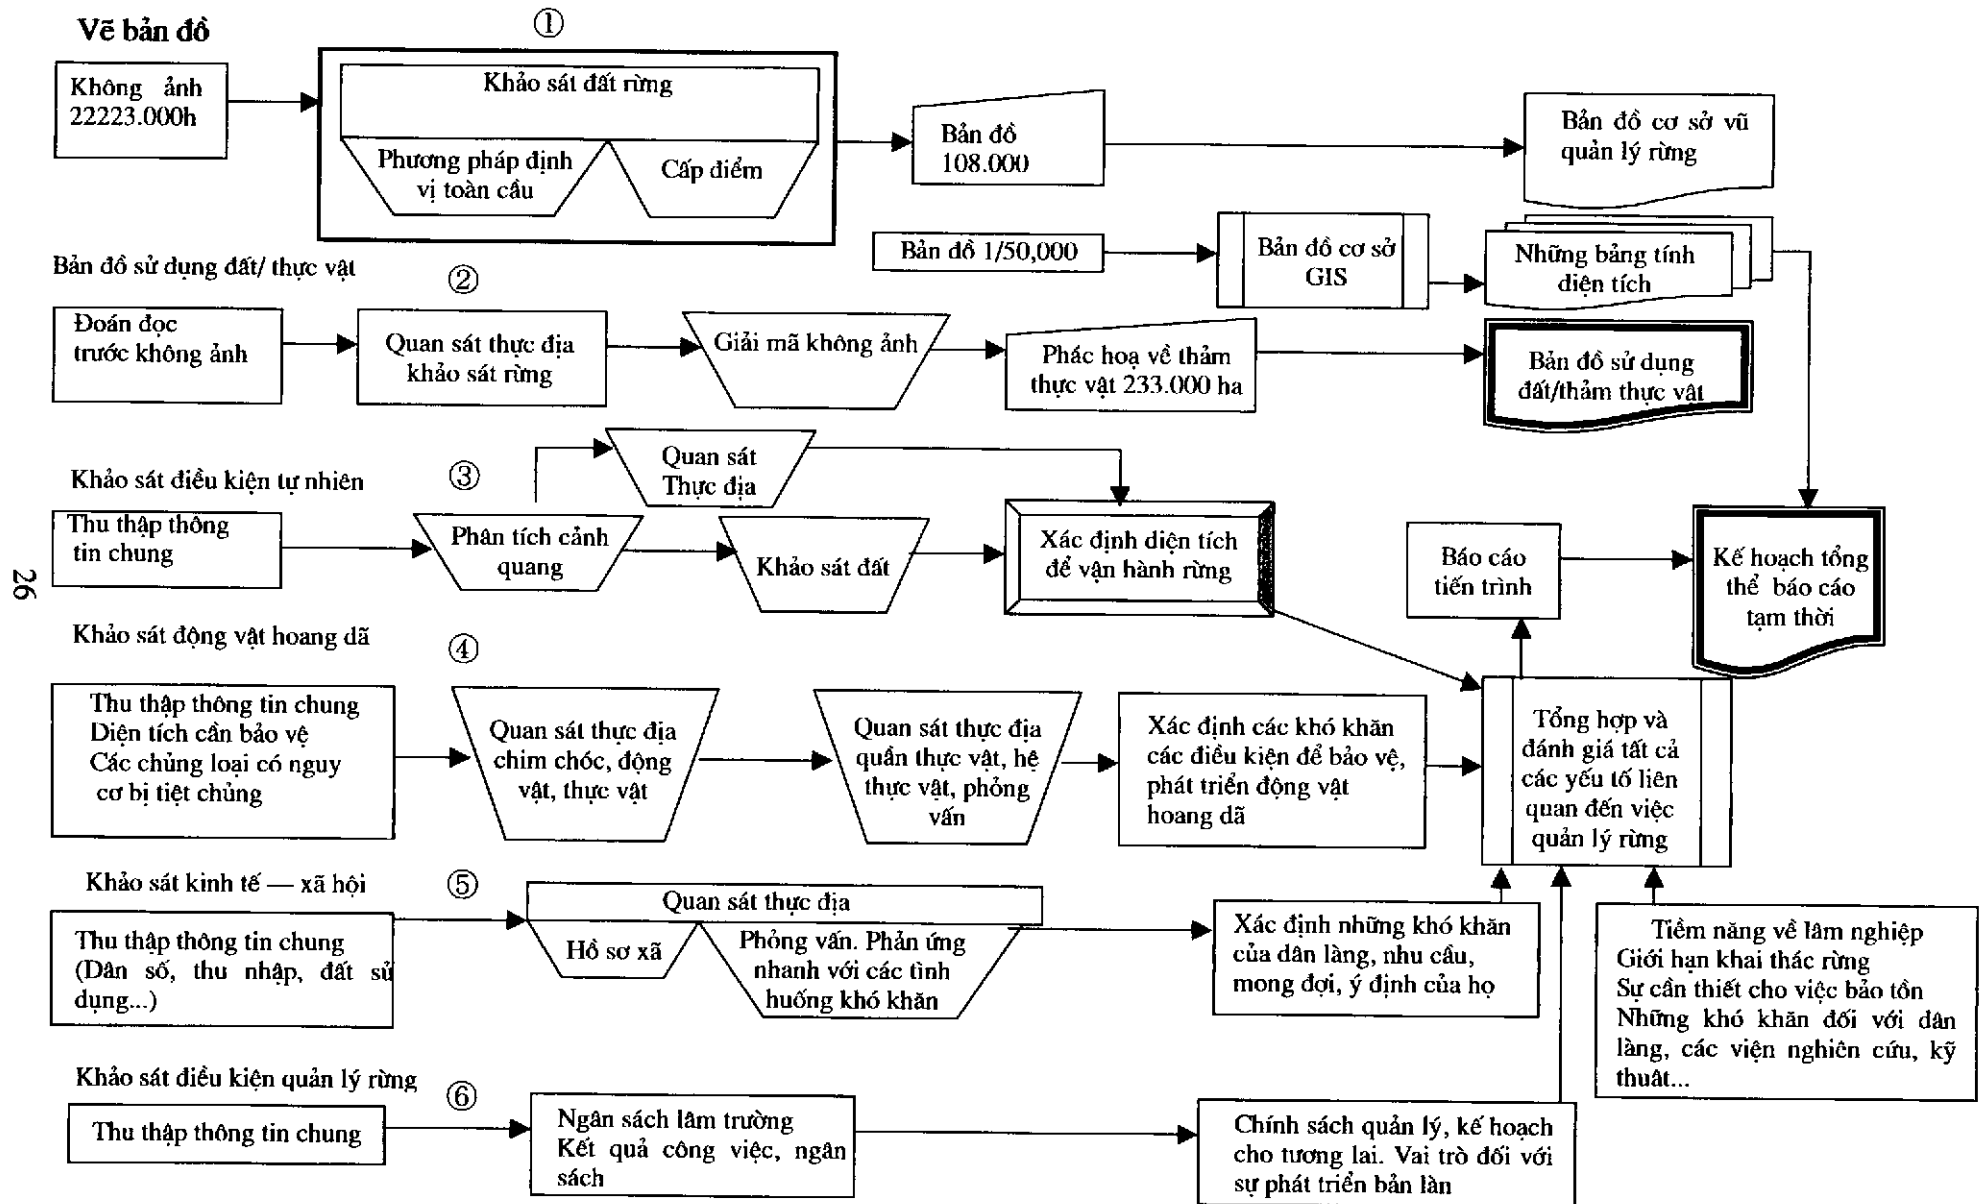 Vẽ bản đồ
①
Không ảnh
22223.000h
Khảo sát đất rừng
Phương pháp định
vị toàn cầu
Cấp điểm
Bản đồ
108.000
Bản đồ cơ sở vũ
quản lý rừng
Bản đồ 1/50,000
Bản đồ cơ sở
GIS
Những bảng tính
diện tích
Bản đồ sử dụng đất/ thực vật
②
Đoán đọc
trước không ảnh
Quan sát thực địa
khảo sát rừng
Giải mã không ảnh
Phác hoạ về thảm
thực vật 233.000 ha
Bản đồ sử dụng
đất/thảm thực vật
Khảo sát điều kiện tự nhiên
③
Quan sát
Thực địa
Thu thập thông
tin chung
Phân tích cảnh
quang
Khảo sát đất
Xác định diện tích
để vận hành rừng
Báo cáo
tiến trình
Kế hoạch tổng
thể báo cáo
tạm thời
26
Khảo sát động vật hoang dã
④
Thu thập thông tin chung
Diện tích cần bảo vệ
Các chủng loại có nguy
cơ bị tiệt chủng
Quan sát thực địa
chim chóc, động
vật, thực vật
Quan sát thực địa
quần thực vật, hệ
thực vật, phỏng
vấn
Xác định các khó khăn
các điều kiện để bảo vệ,
phát triển động vật
hoang dã
Tổng hợp và
đánh giá tất cả
các yếu tố liên
quan đến việc
quản lý rừng
Khảo sát kinh tế — xã hội
⑤
Thu thập thông tin chung
(Dân số, thu nhập, đất sử
dụng...)
Quan sát thực địa
Hồ sơ xã
Phỏng vấn. Phản ứng
nhanh với các tình
huống khó khăn
Xác định những khó khăn
của dân làng, nhu cầu,
mong đợi, ý định của họ
Tiềm năng về lâm nghiệp
Giới hạn khai thác rừng
Sự cần thiết cho việc bảo tồn
Những khó khăn đối với dân
làng, các viện nghiên cứu, kỹ
thuât...
Khảo sát điều kiện quản lý rừng
⑥
Thu thập thông tin chung
Ngân sách lâm trường
Kết quả công việc, ngân
sách
Chính sách quản lý, kế hoạch
cho tương lai. Vai trò đối với
sự phát triển bản làn